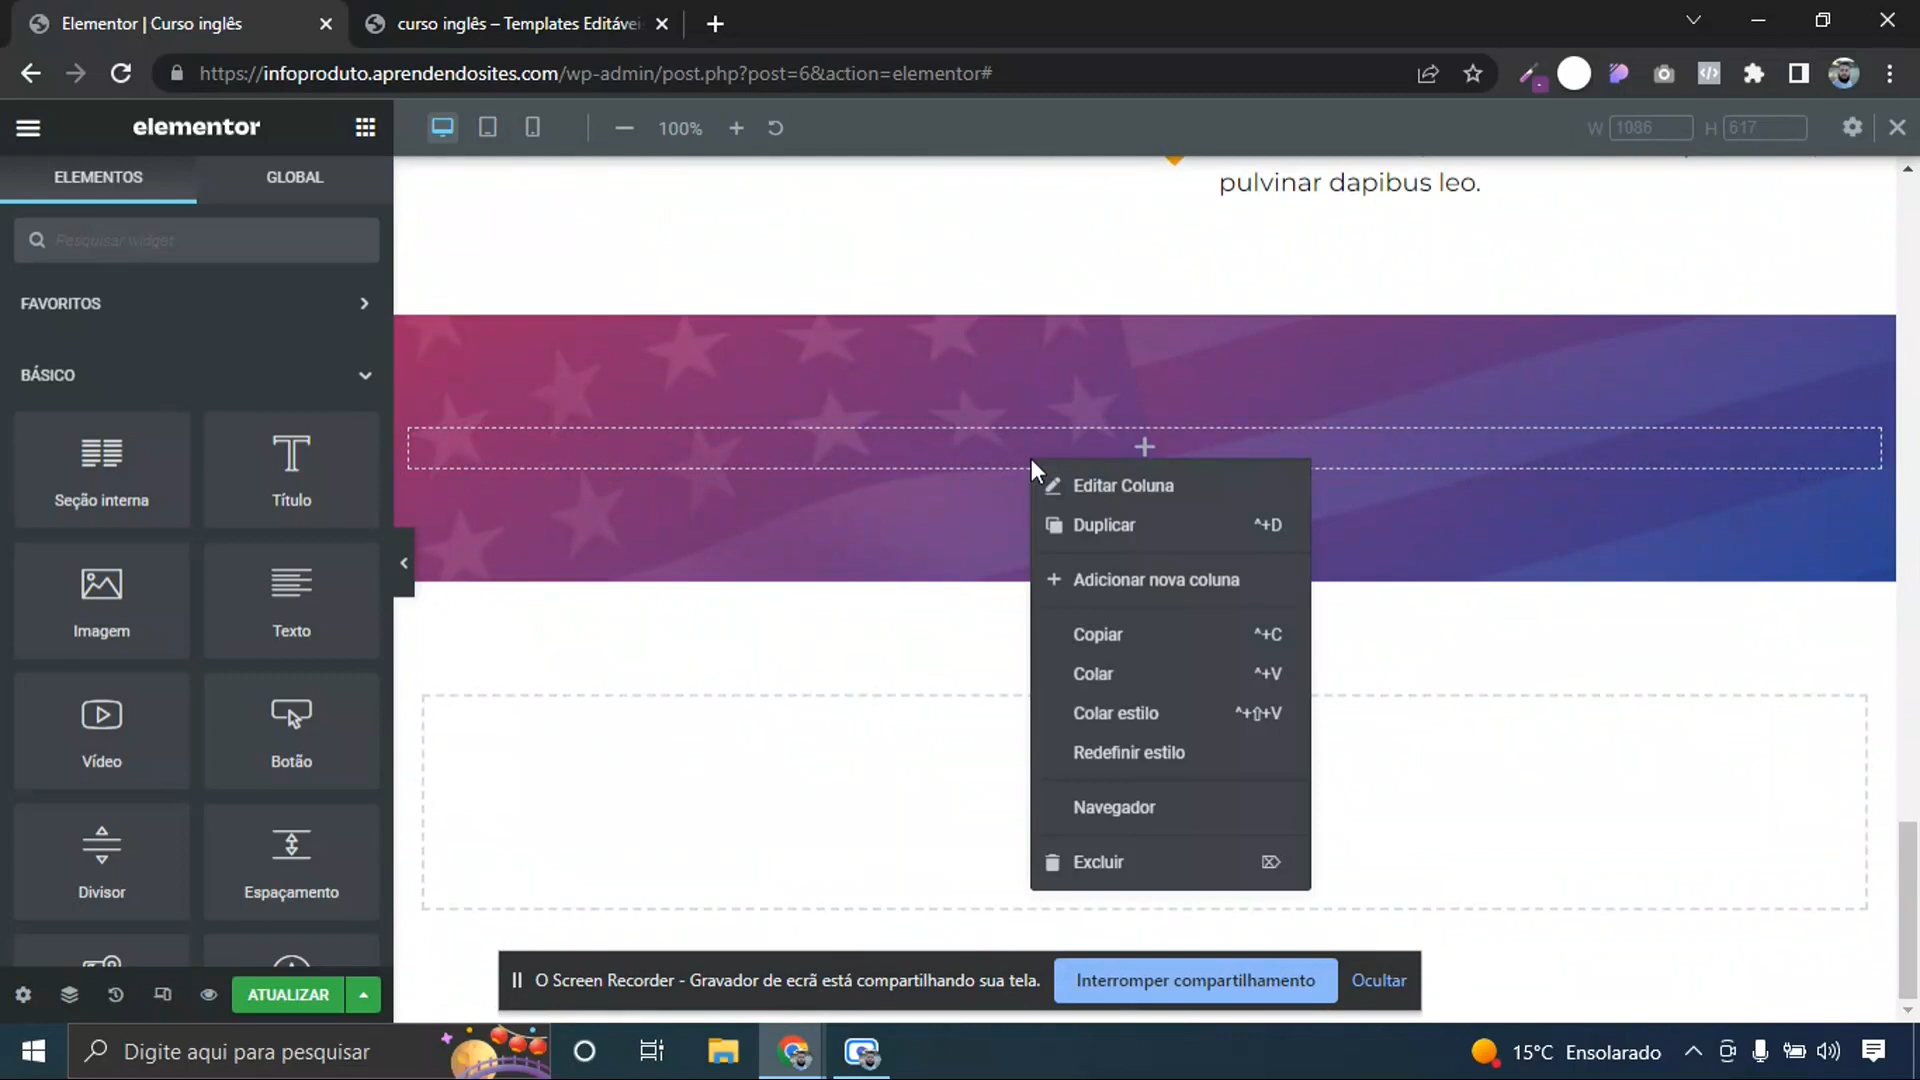 Elementor | Curso inglês
curso inglês – Templates Editávei
https://infoproduto.aprendendosites.com/wp-admin/post.php?post=6&action=elementor#
elementor
100%
W 1086 H 617
ELEMENTOS
GLOBAL
Pesquisar widget
FAVORITOS
BÁSICO
Seção interna
Título
Imagem
Texto
Vídeo
Botão
Divisor
Espaçamento
ATUALIZAR
pulvinar dapibus leo.
Editar Coluna
Duplicar ^+D
Adicionar nova coluna
Copiar ^+C
Colar ^+V
Colar estilo ^+⇧+V
Redefinir estilo
Navegador
Excluir ⌦
O Screen Recorder - Gravador de ecrã está compartilhando sua tela.
Interromper compartilhamento
Ocultar
Digite aqui para pesquisar
15°C Ensolarado